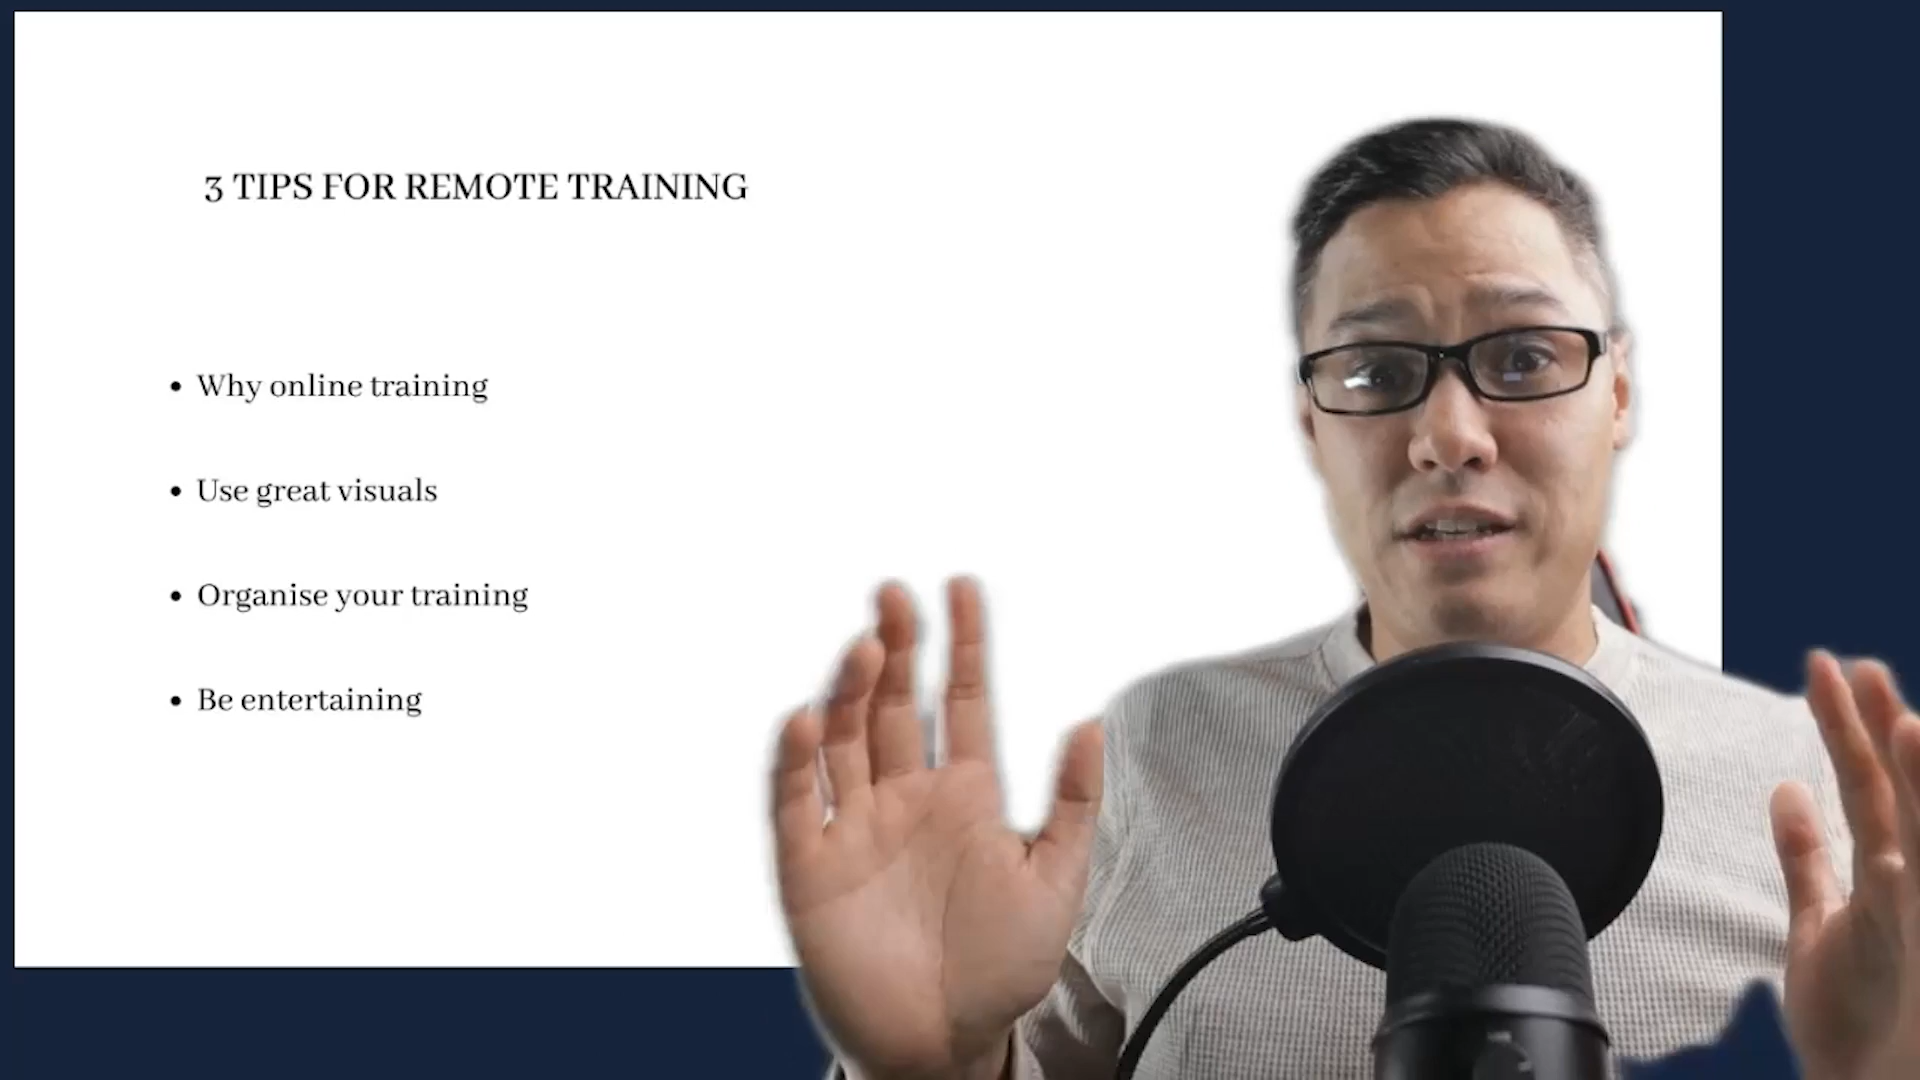 3 TIPS FOR REMOTE TRAINING
• Why online training
• Use great visuals
• Organise your training
• Be entertaining